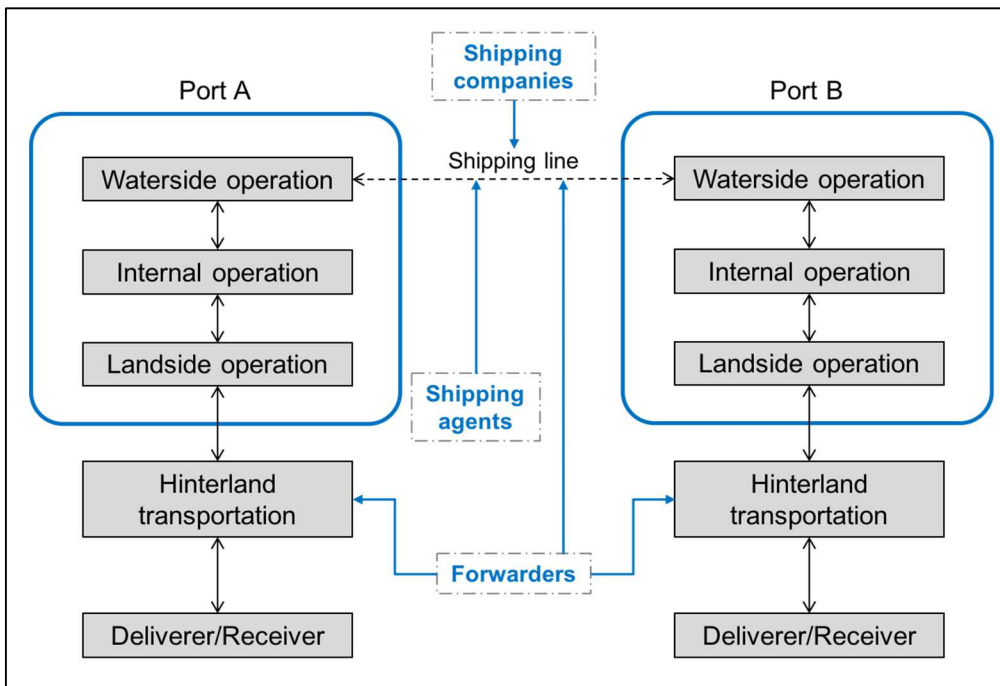 Shipping
companies
Port A
Port B
Shipping line
Waterside operation
Waterside operation
Internal operation
Internal operation
Landside operation
Landside operation
Shipping
agents
Hinterland
transportation
Hinterland
transportation
Forwarders
Deliverer/Receiver
Deliverer/Receiver